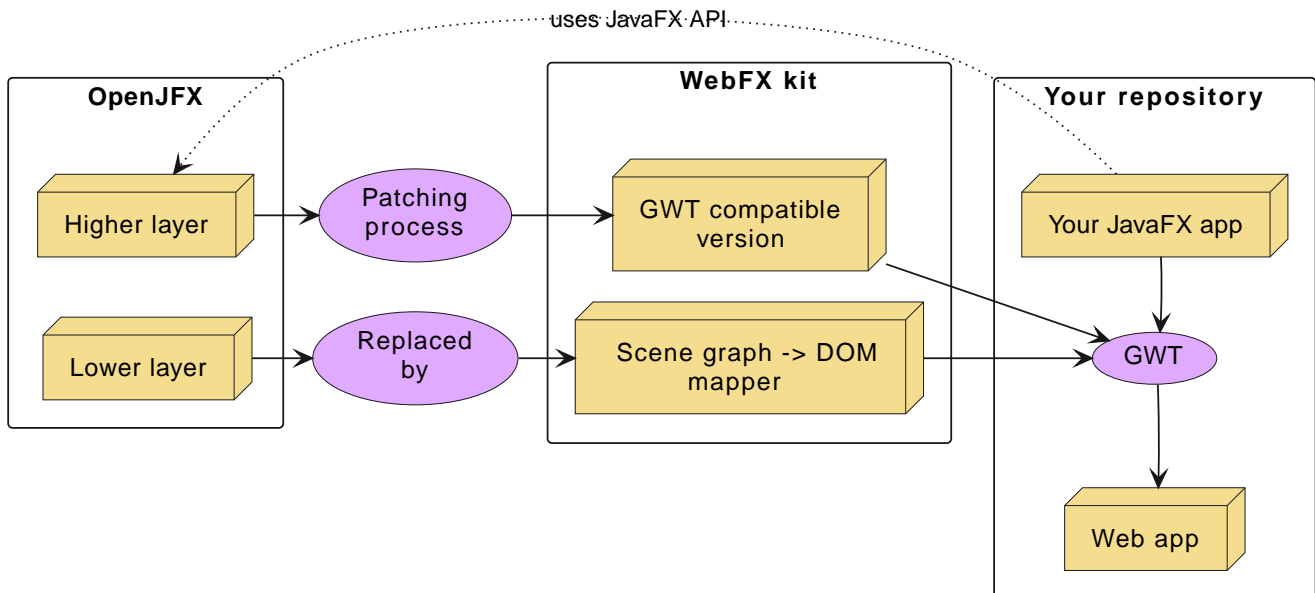 uses JavaFX API
OpenJFX
WebFX kit
Your repository
Higher layer
Patching
process
GWT compatible
version
Your JavaFX app
Lower layer
Replaced
by
Scene graph -> DOM
mapper
GWT
Web app